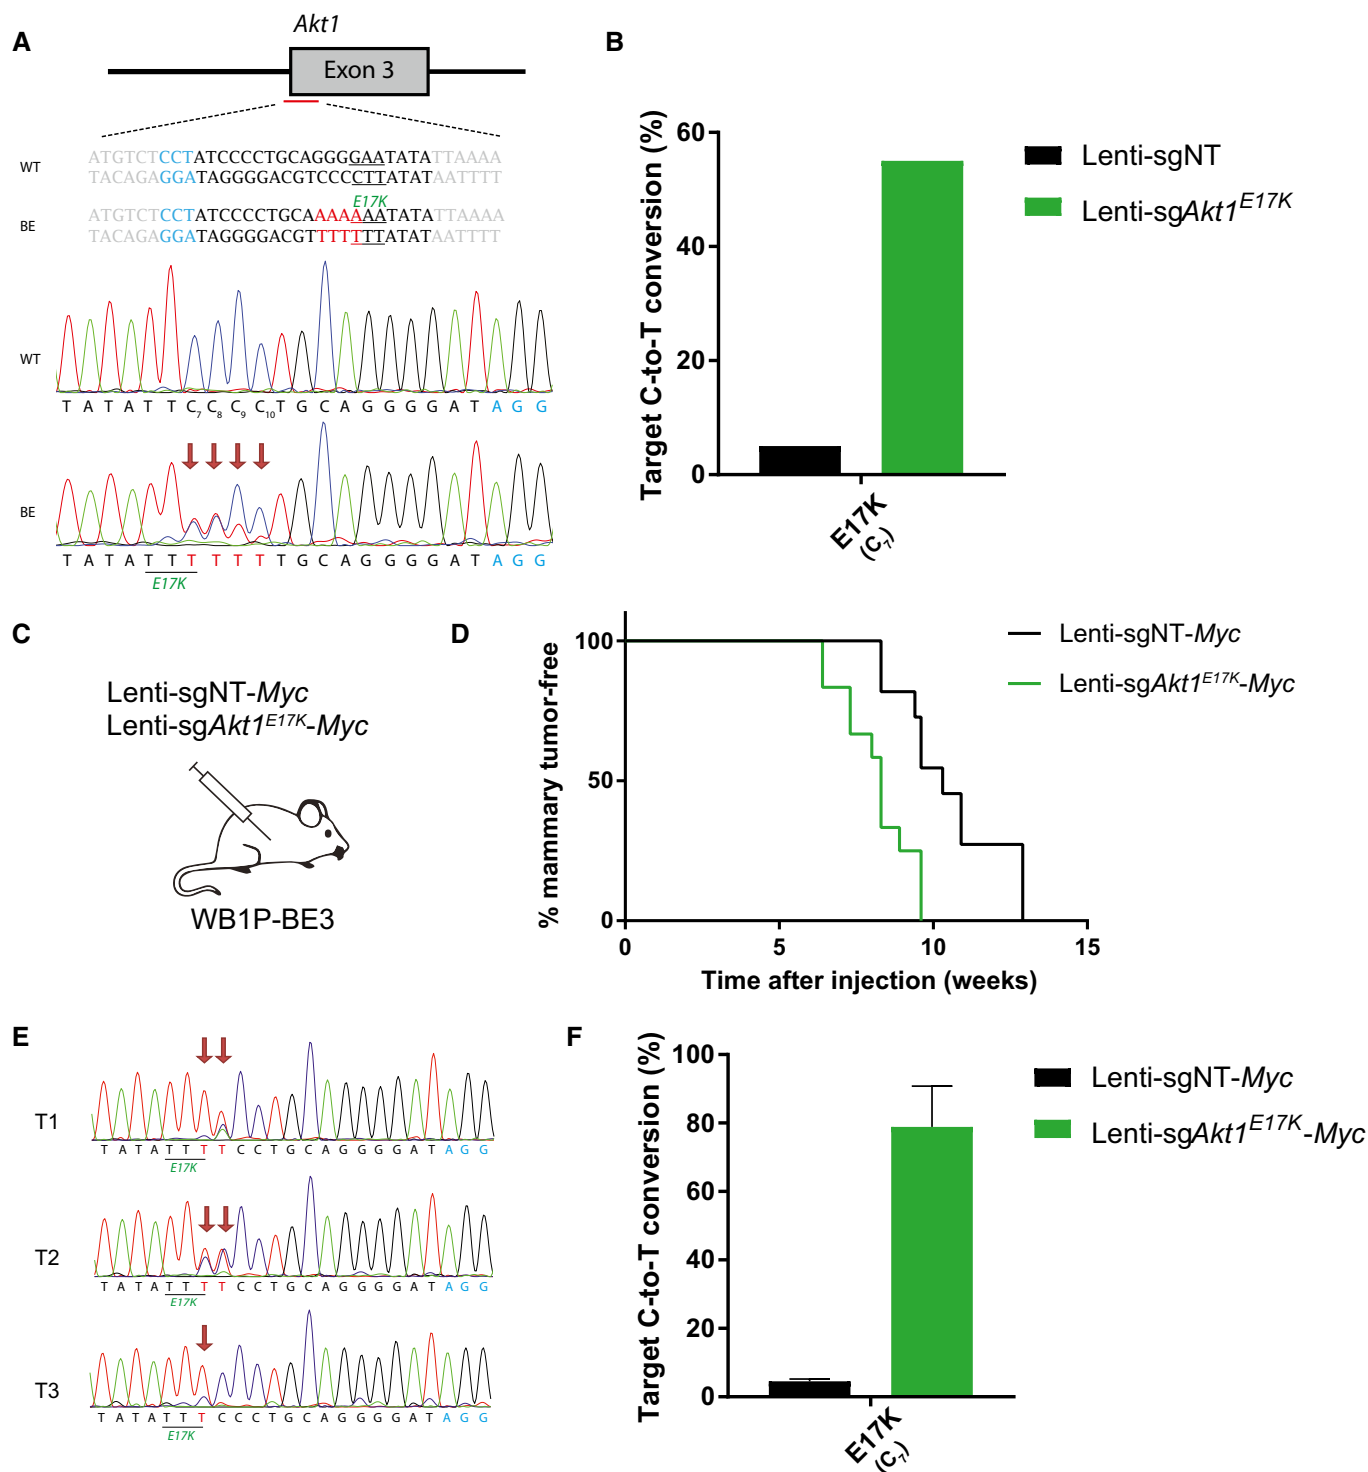 A
Akt1
Exon 3
WT
ATGTCTCCTATCCCCTGCAGGGGAATATATTAAAA
TACAGAGGATAGGGGACGTCCCCTTATATAATTTT
E17K
BE
ATGTCTCCTATCCCCTGCAAAAAAATATATTAAAA
TACAGAGGATAGGGGACGTTTTTTTATATAATTTT
WT
T A T A T T C7 C8 C9 C10 T G C A G G G G A T A G G
BE
T A T A T T T T T T T G C A G G G G A T A G G
E17K
B
Target C-to-T conversion (%)
60
40
20
0
E17K
(C7)
Lenti-sgNT
Lenti-sgAkt1E17K
C
Lenti-sgNT-Myc
Lenti-sgAkt1E17K-Myc
WB1P-BE3
D
% mammary tumor-free
100
50
0
0 5 10 15
Time after injection (weeks)
Lenti-sgNT-Myc
Lenti-sgAkt1E17K-Myc
E
T1
T A T A T T T T C C T G C A G G G G A T A G G
E17K
T2
T A T A T T T T C C T G C A G G G G A T A G G
E17K
T3
T A T A T T T C C C T G C A G G G G A T A G G
E17K
F
Target C-to-T conversion (%)
100
80
60
40
20
0
E17K
(C7)
Lenti-sgNT-Myc
Lenti-sgAkt1E17K-Myc